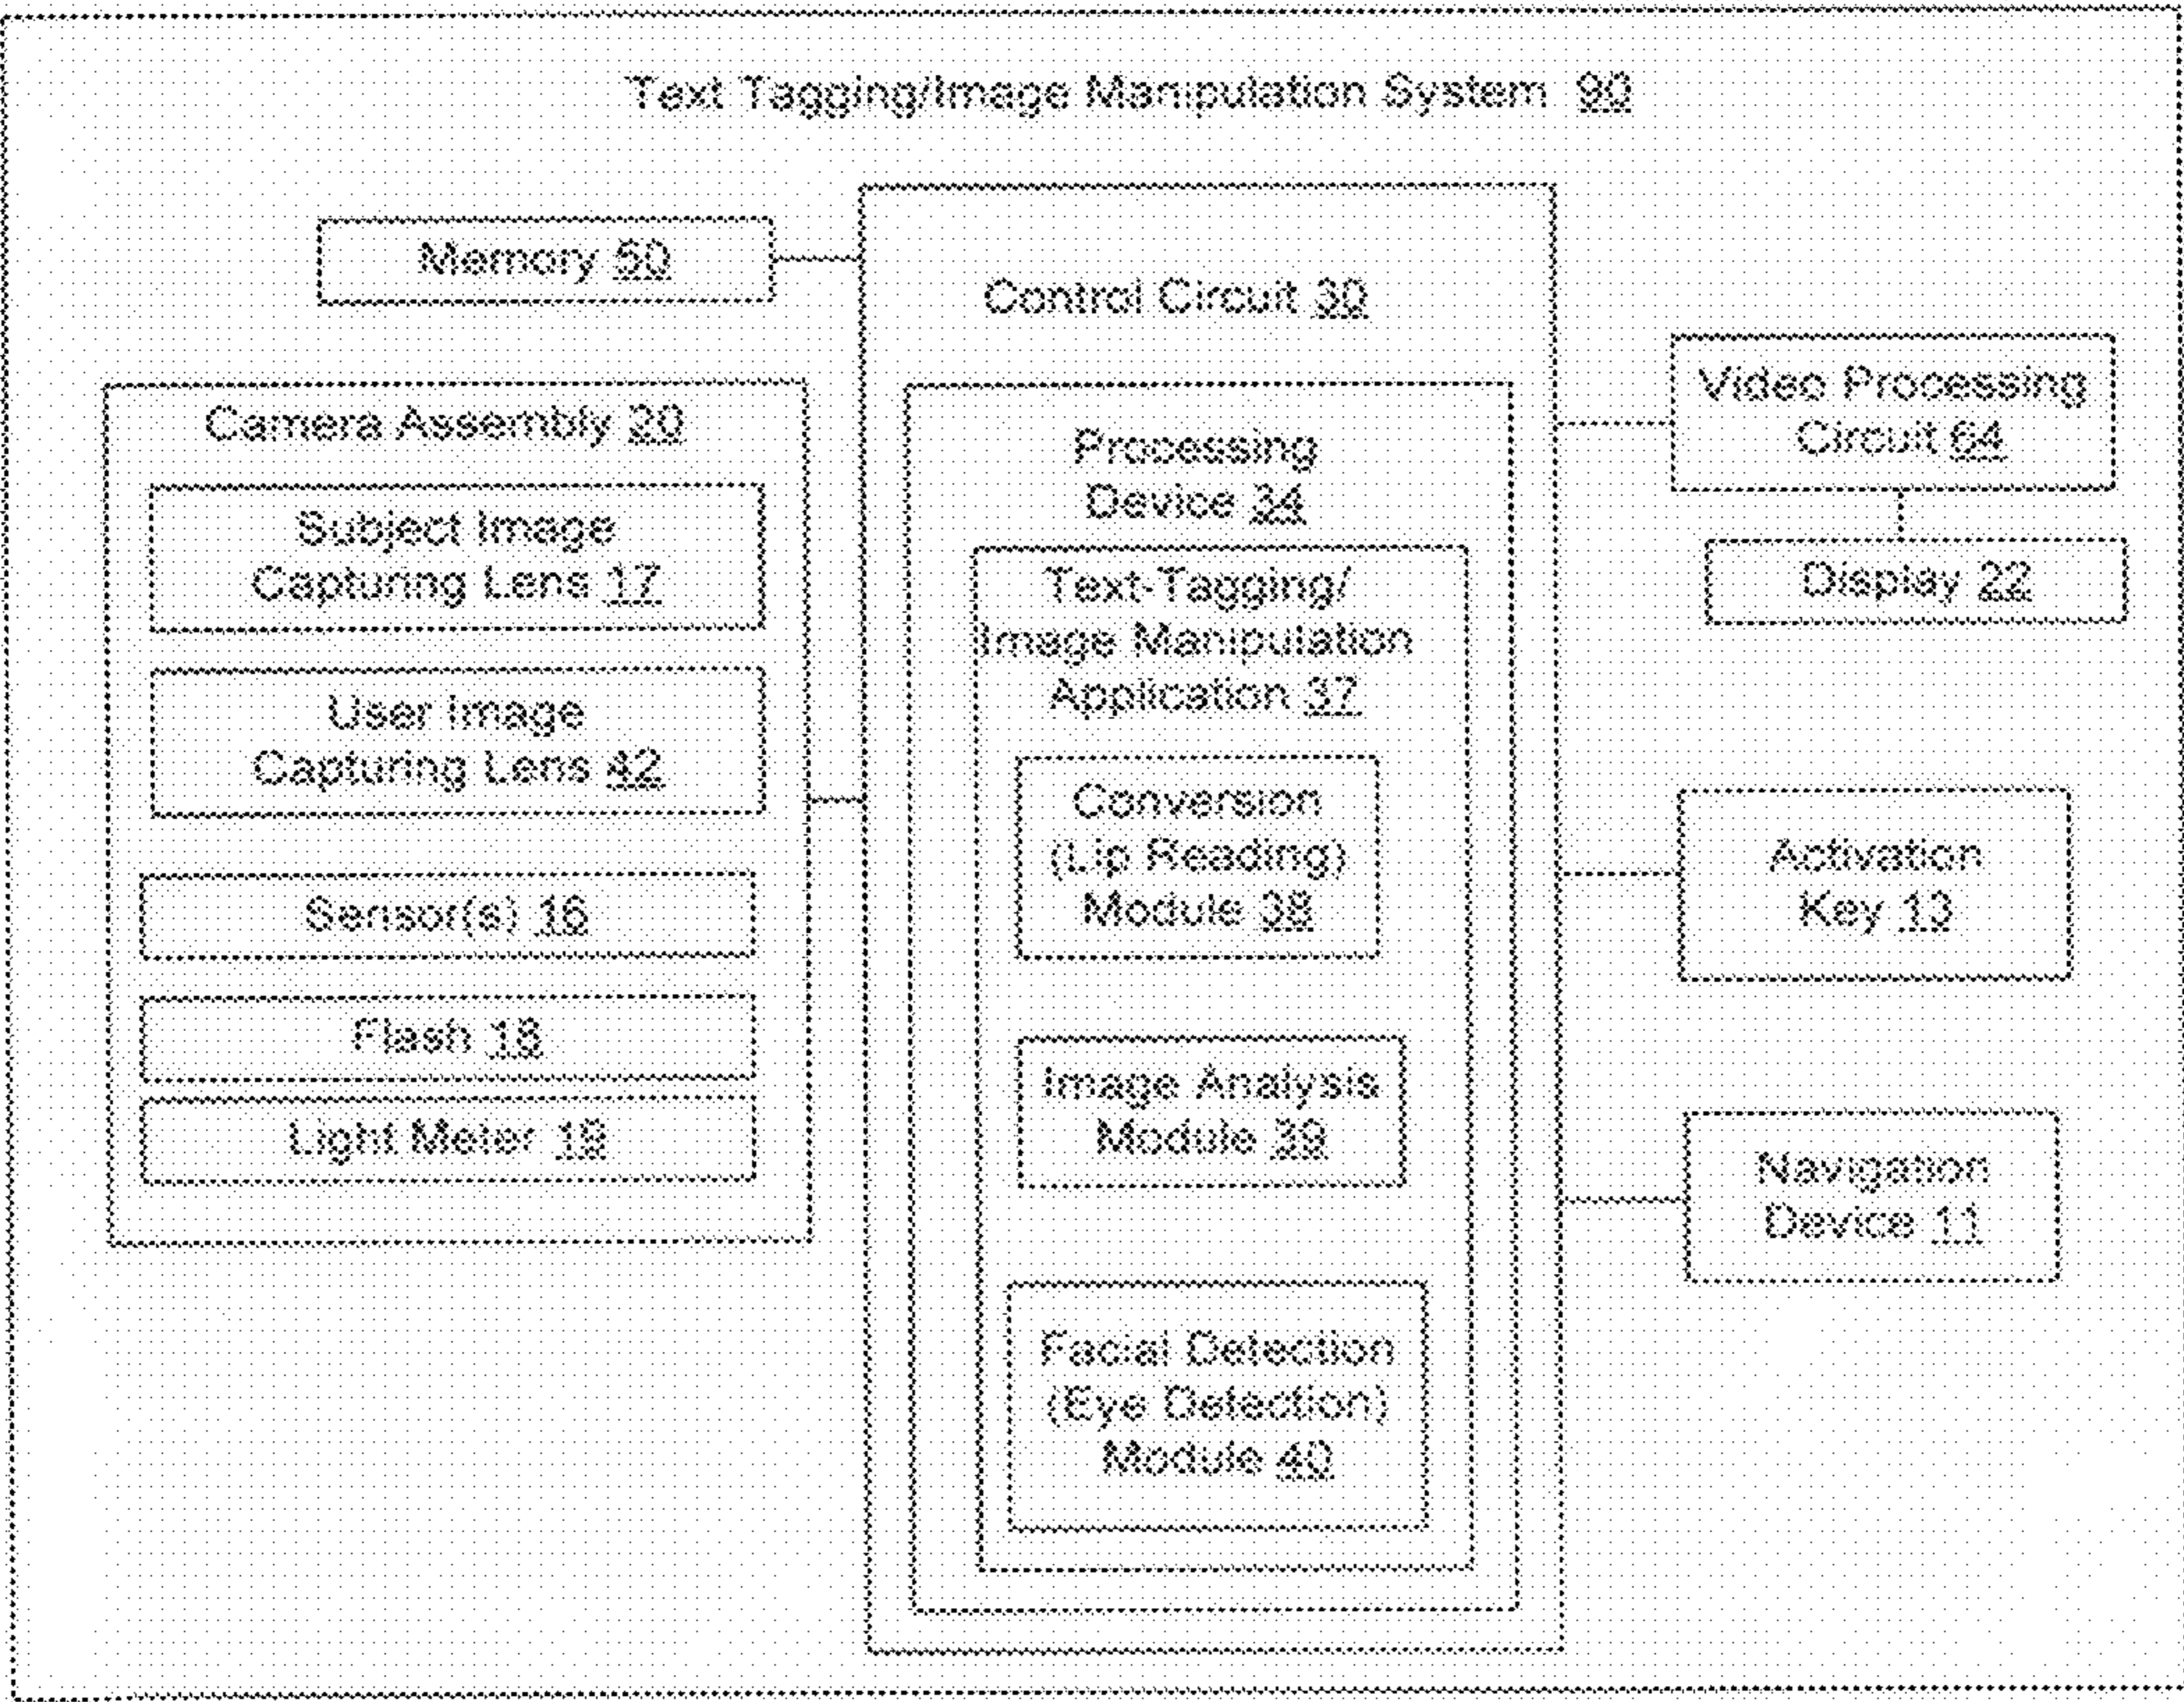 Text Tagging/Image Manipulation System 90
Memory 50
Control Circuit 30
Camera Assembly 20
Subject Image
Capturing Lens 17
User Image
Capturing Lens 42
Sensor(s) 16
Flash 18
Light Meter 19
Processing
Device 34
Text-Tagging/
Image Manipulation
Application 37
Conversion
(Lip Reading)
Module 38
Image Analysis
Module 39
Facial Detection
(Eye Detection)
Module 40
Video Processing
Circuit 64
Display 22
Activation
Key 13
Navigation
Device 11